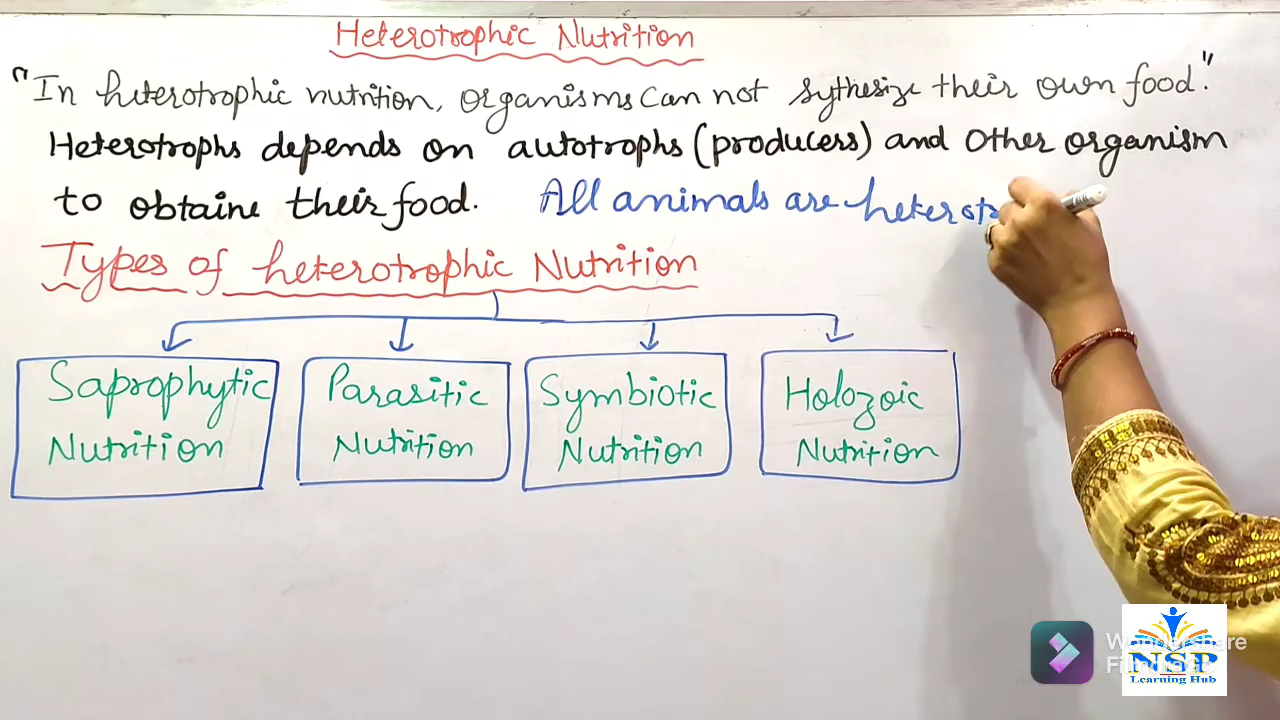 Heterotrophic Nutrition
"In heterotrophic nutrition, organisms can not sythesize their own food."
Heterotrophs depends on autotrophs (producers) and other organism
to obtaine their food. All animals are heterot
Types of heterotrophic Nutrition
Saprophytic Nutrition
Parasitic Nutrition
Symbiotic Nutrition
Holozoic Nutrition
Wondershare
Filmora
NSP
Learning Hub